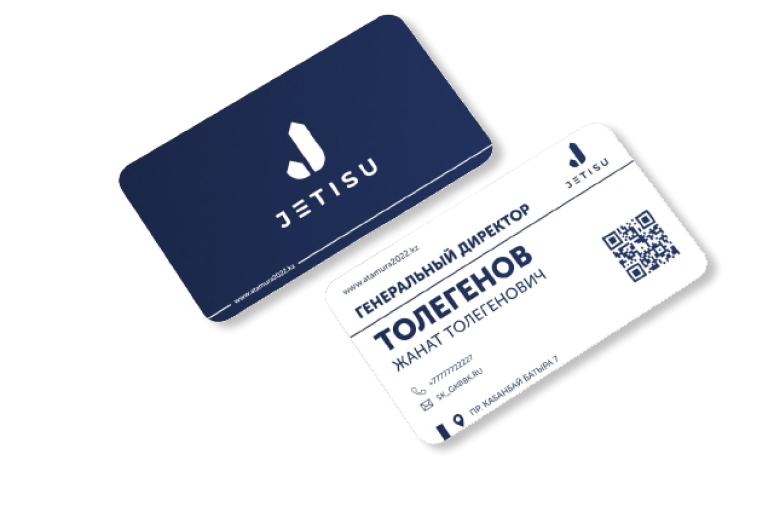 JETISU
www.atamura2022.kz
JETISU
www.atamura2022.kz
ГЕНЕРАЛЬНЫЙ ДИРЕКТОР
ТОЛЕГЕНОВ
ЖАНАТ ТОЛЕГЕНОВИЧ
+77777722227
SK_GK@BK.RU
ПР. КАБАНБАЙ БАТЫРА 7